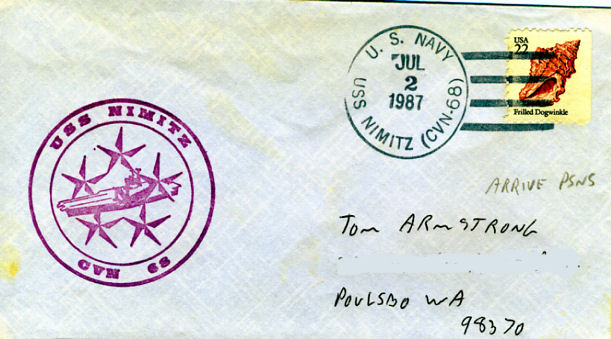 U. S. NAVY
JUL
2
1987
USS NIMITZ (CVN-68)
USA
22
Frilled Dogwinkle
USS NIMITZ
CVN 68
ARRIVE PSNS
TOM ARMSTRONG
POULSBO WA
98370